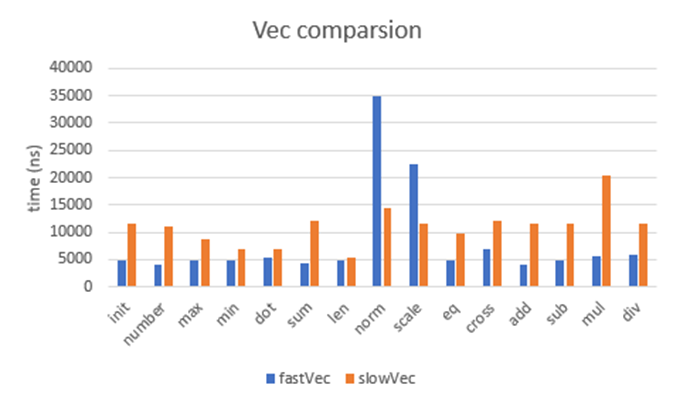 Vec comparsion
40000
35000
30000
25000
20000
15000
10000
5000
0
time (ns)
init
number
max
min
dot
sum
len
norm
scale
eq
cross
add
sub
mul
div
fastVec
slowVec